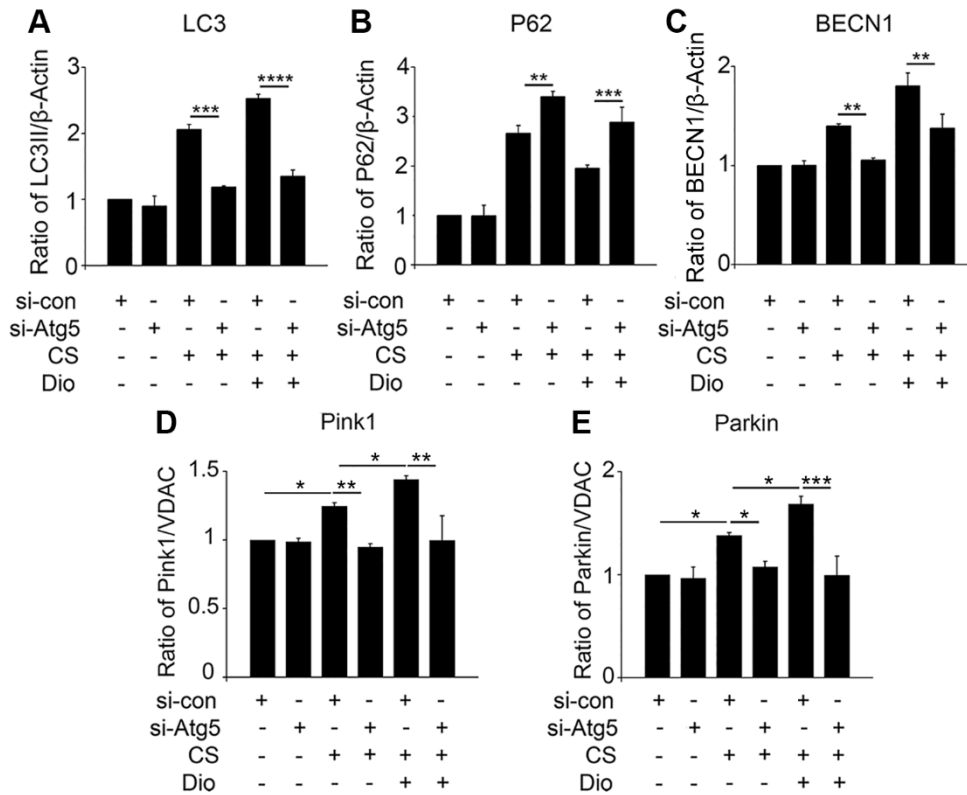 A LC3
Ratio of LC3II/β-Actin
3
2
1
0
*** ****
si-con + - + - + -
si-Atg5 - + - + - +
CS - - + + + +
Dio - - - - + +
B P62
Ratio of P62/β-Actin
4
3
2
1
0
** ***
si-con + - + - + -
si-Atg5 - + - + - +
CS - - + + + +
Dio - - - - + +
C BECN1
Ratio of BECN1/β-Actin
2
1
0
** **
si-con + - + - + -
si-Atg5 - + - + - +
CS - - + + + +
Dio - - - - + +
D Pink1
Ratio of Pink1/VDAC
1.5
1
0.5
0
* ** * **
si-con + - + - + -
si-Atg5 - + - + - +
CS - - + + + +
Dio - - - - + +
E Parkin
Ratio of Parkin/VDAC
2
1
0
* * * ***
si-con + - + - + -
si-Atg5 - + - + - +
CS - - + + + +
Dio - - - - + +